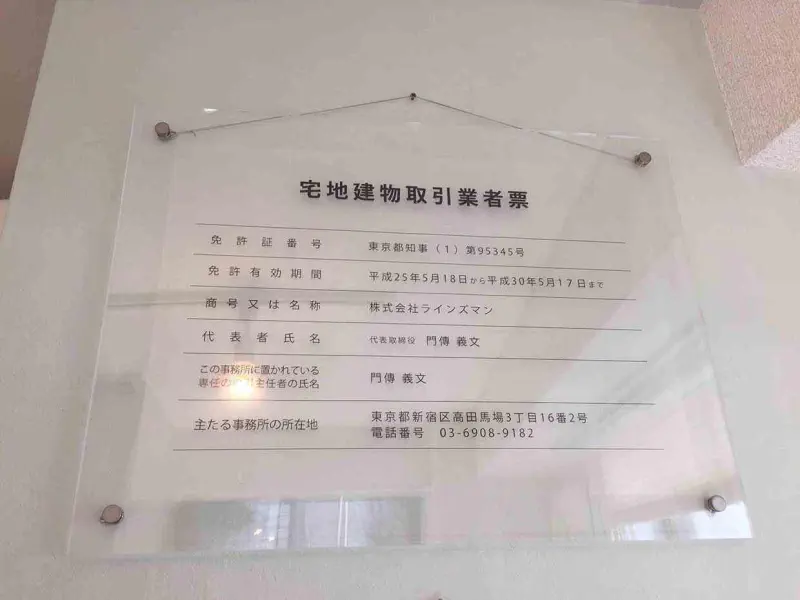 宅地建物取引業者票
免許証番号 東京都知事（1）第95345号
免許有効期間 平成25年5月18日から平成30年5月17日まで
商号又は名称 株式会社ラインズマン
代表者氏名 代表取締役 門傳 義文
この事務所に置かれている
専任の取引主任者の氏名 門傳 義文
主たる事務所の所在地 東京都新宿区高田馬場3丁目16番2号
電話番号 03-6908-9182